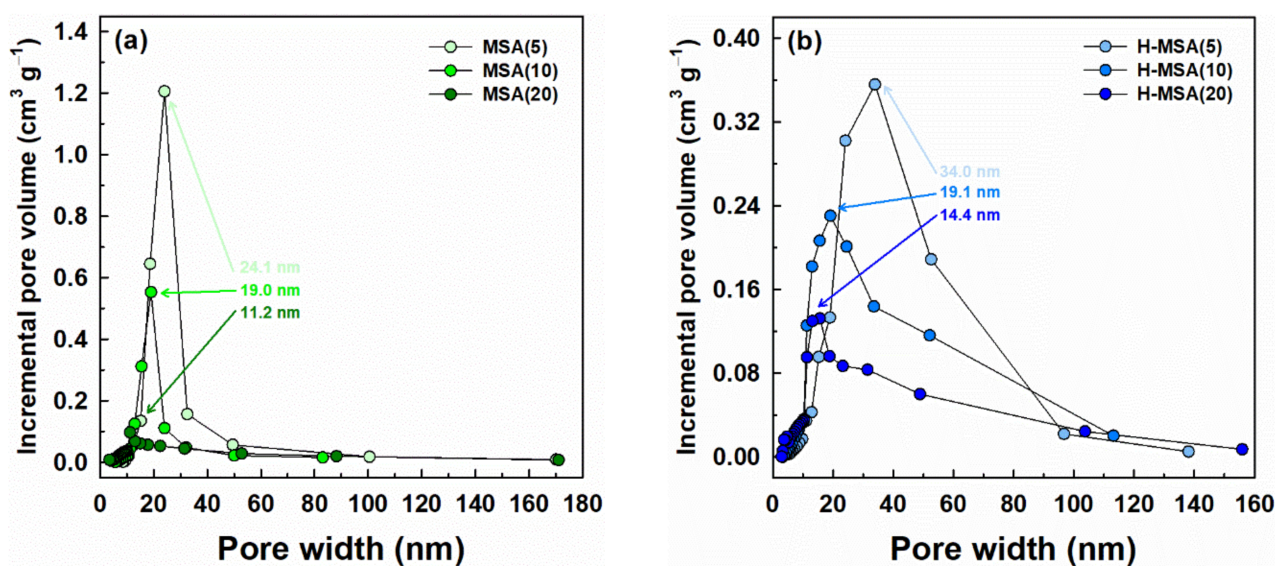 (a)
MSA(5)
MSA(10)
MSA(20)
24.1 nm
19.0 nm
11.2 nm
Incremental pore volume (cm³ g⁻¹)
1.4
1.2
1.0
0.8
0.6
0.4
0.2
0.0
0 20 40 60 80 100 120 140 160 180
Pore width (nm)
(b)
H-MSA(5)
H-MSA(10)
H-MSA(20)
34.0 nm
19.1 nm
14.4 nm
Incremental pore volume (cm³ g⁻¹)
0.40
0.32
0.24
0.16
0.08
0.00
0 20 40 60 80 100 120 140 160
Pore width (nm)